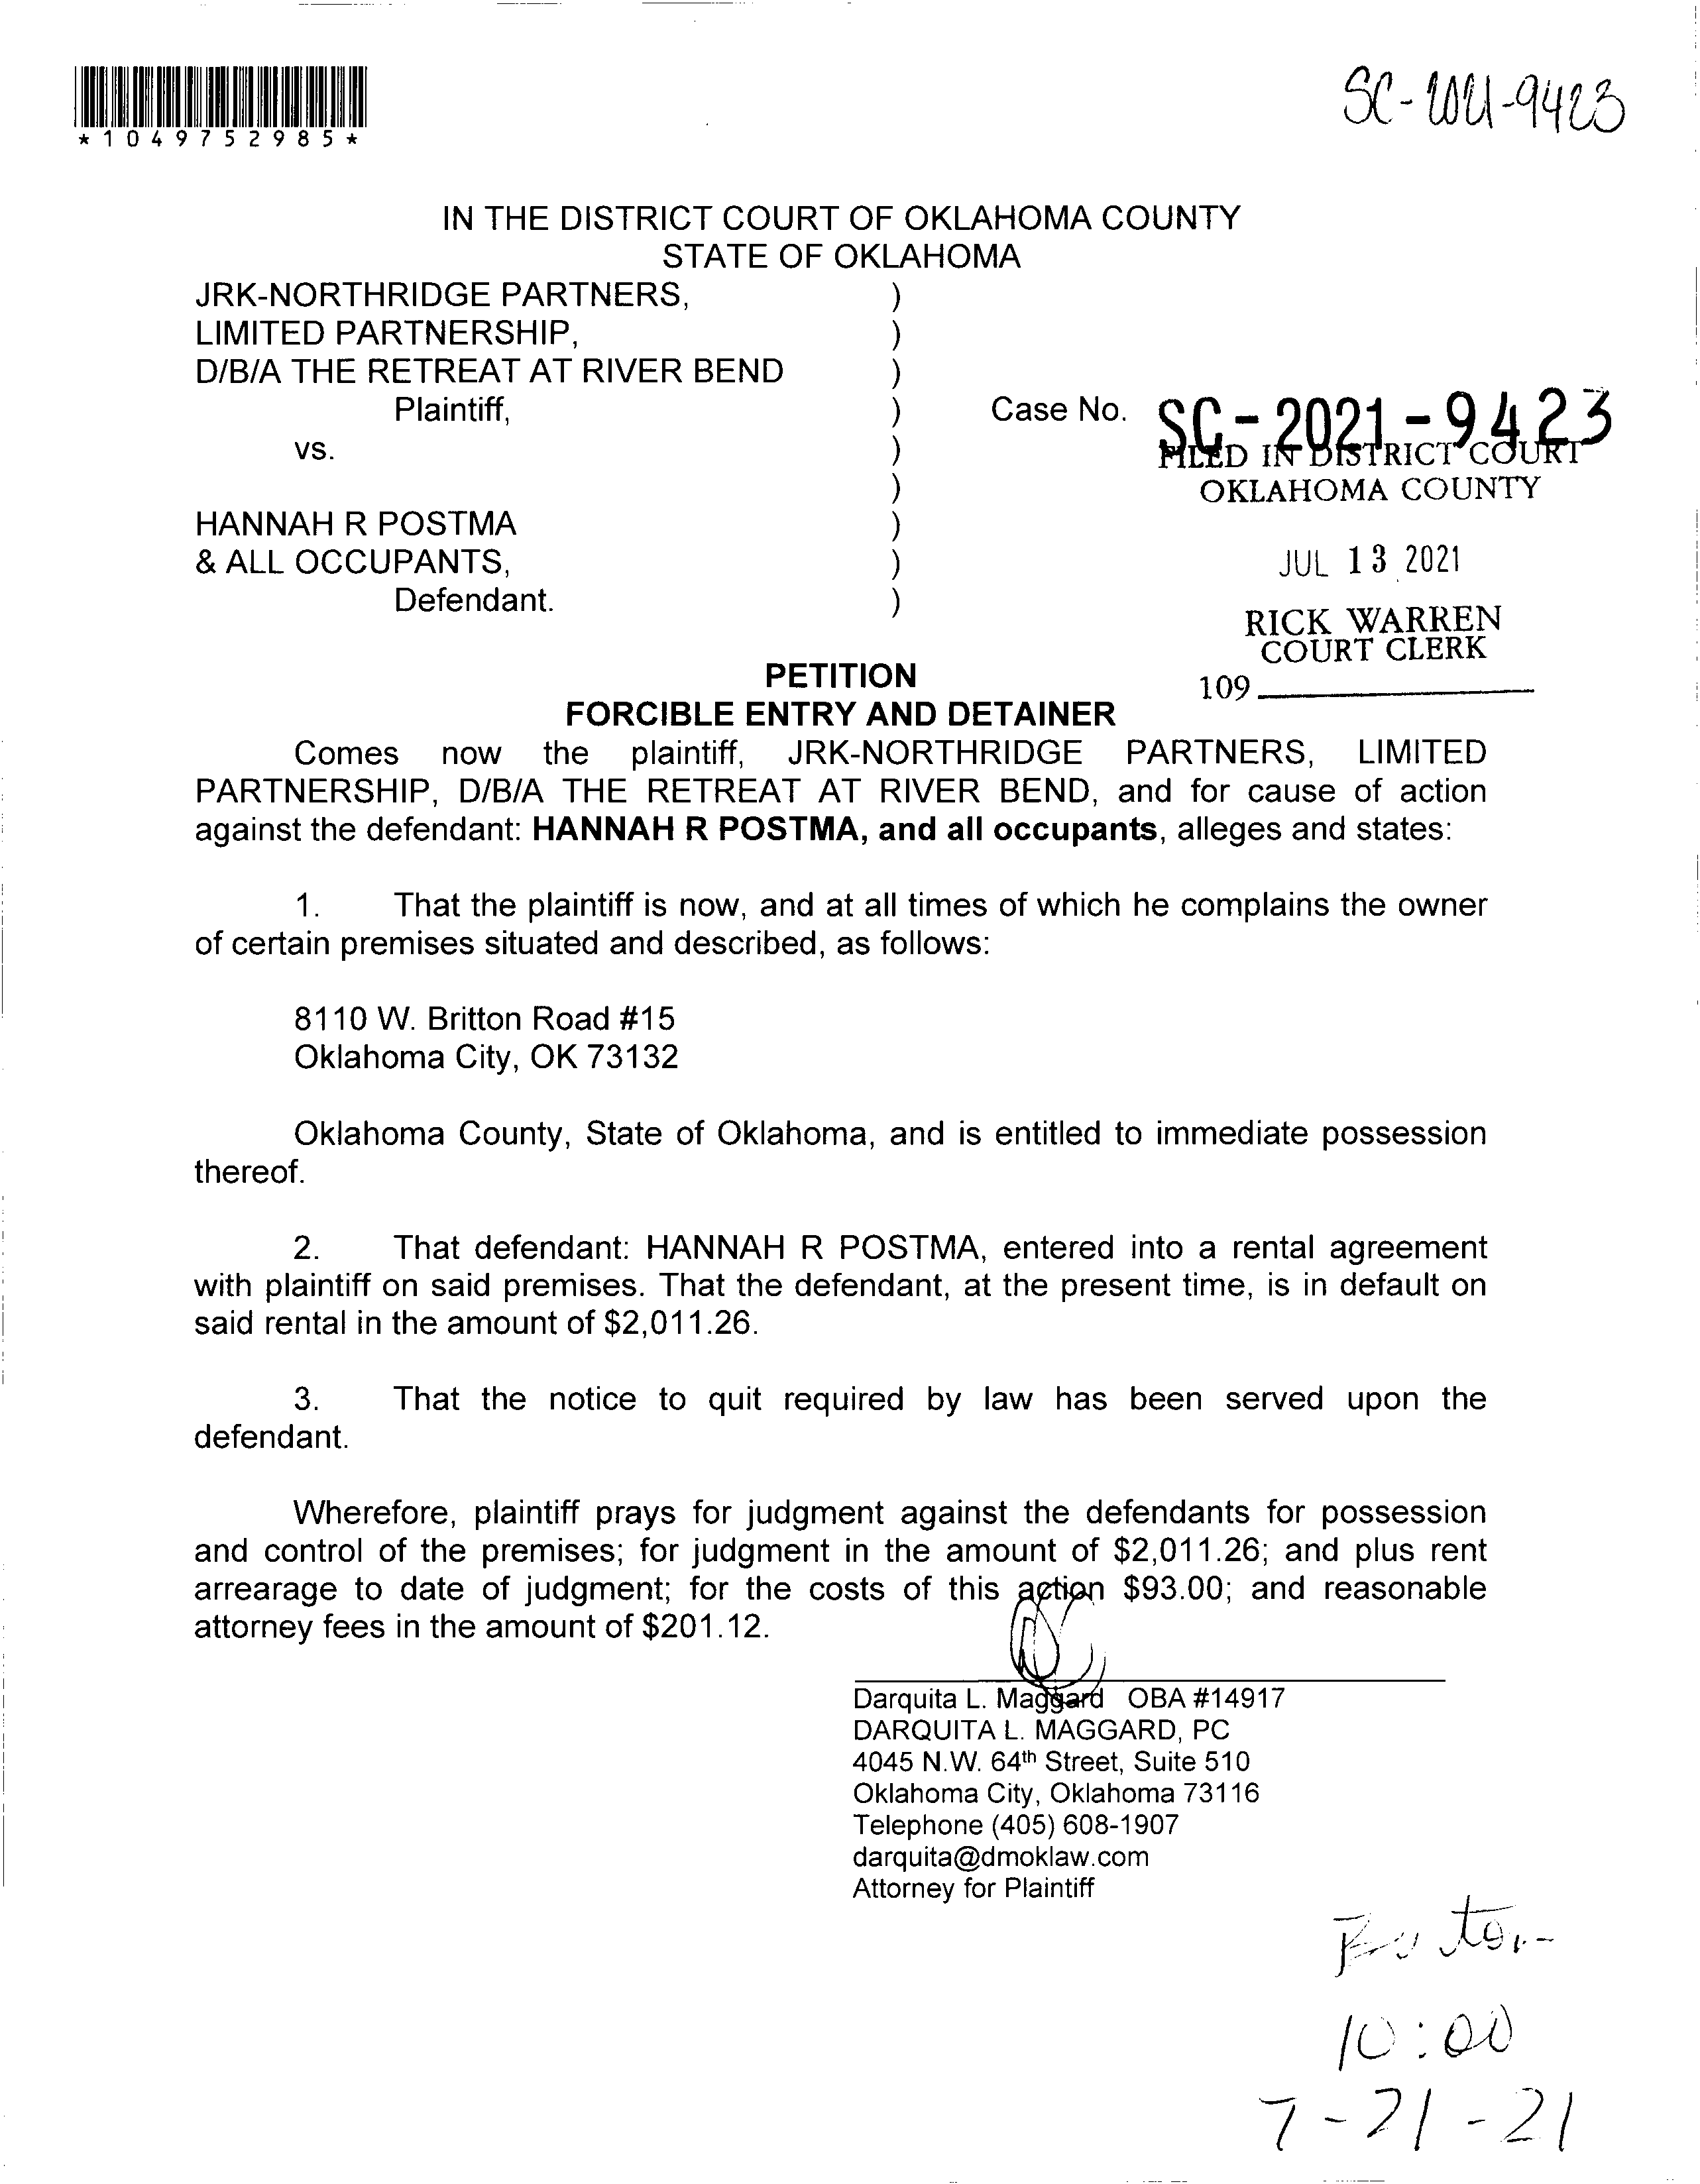 *1049752985*
SC-2021-9423
IN THE DISTRICT COURT OF OKLAHOMA COUNTY
STATE OF OKLAHOMA
JRK-NORTHRIDGE PARTNERS, )
LIMITED PARTNERSHIP, )
D/B/A THE RETREAT AT RIVER BEND )
Plaintiff, ) Case No. SC-2021-9423
vs. )
FILED IN DISTRICT COURT
) OKLAHOMA COUNTY
HANNAH R POSTMA )
& ALL OCCUPANTS, ) JUL 13 2021
Defendant. )
RICK WARREN
COURT CLERK
109
PETITION
FORCIBLE ENTRY AND DETAINER
Comes now the plaintiff, JRK-NORTHRIDGE PARTNERS, LIMITED
PARTNERSHIP, D/B/A THE RETREAT AT RIVER BEND, and for cause of action
against the defendant: HANNAH R POSTMA, and all occupants, alleges and states:
1. That the plaintiff is now, and at all times of which he complains the owner
of certain premises situated and described, as follows:
8110 W. Britton Road #15
Oklahoma City, OK 73132
Oklahoma County, State of Oklahoma, and is entitled to immediate possession
thereof.
2. That defendant: HANNAH R POSTMA, entered into a rental agreement
with plaintiff on said premises. That the defendant, at the present time, is in default on
said rental in the amount of $2,011.26.
3. That the notice to quit required by law has been served upon the
defendant.
Wherefore, plaintiff prays for judgment against the defendants for possession
and control of the premises; for judgment in the amount of $2,011.26; and plus rent
arrearage to date of judgment; for the costs of this action $93.00; and reasonable
attorney fees in the amount of $201.12.
Darquita L. Maggard OBA #14917
DARQUITA L. MAGGARD, PC
4045 N.W. 64th Street, Suite 510
Oklahoma City, Oklahoma 73116
Telephone (405) 608-1907
darquita@dmoklaw.com
Attorney for Plaintiff
10:00
7-21-21